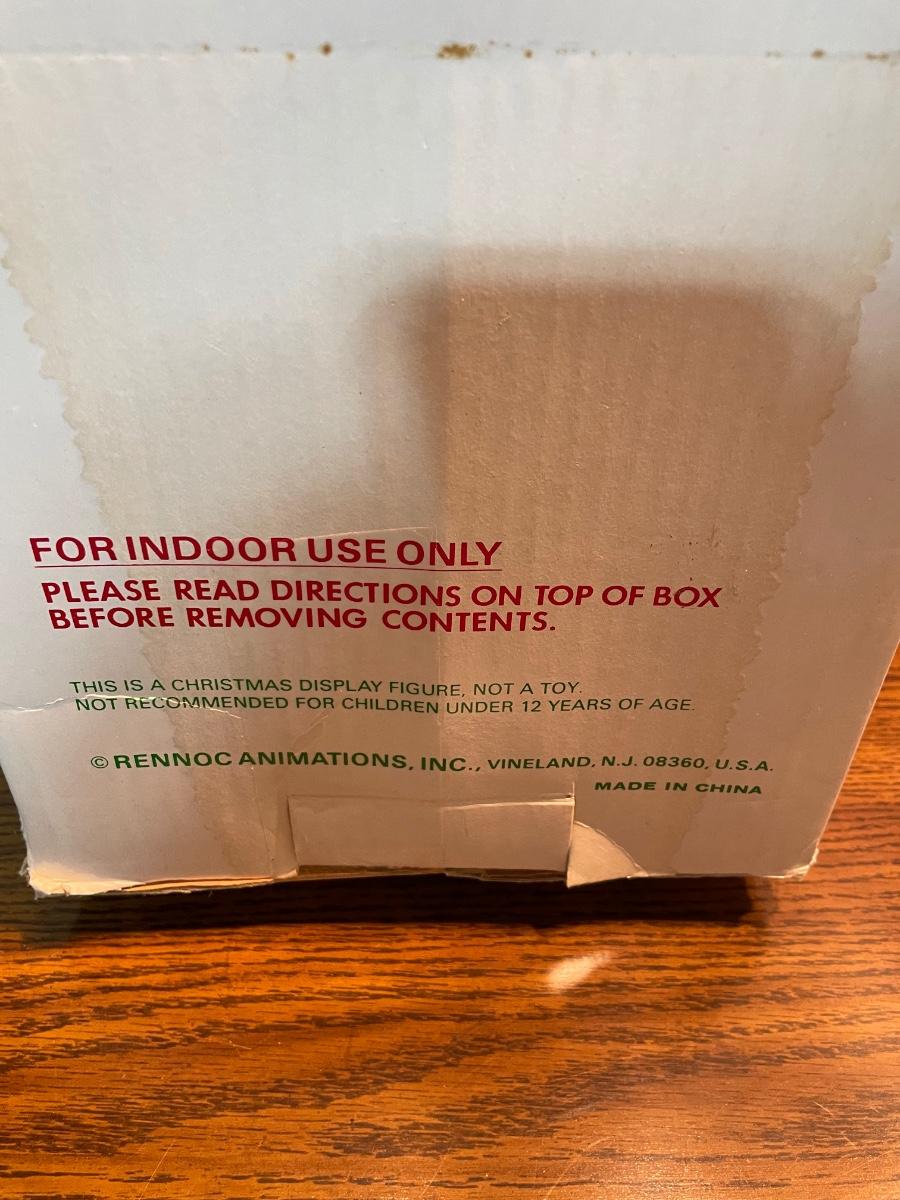 FOR INDOOR USE ONLY
PLEASE READ DIRECTIONS ON TOP OF BOX
BEFORE REMOVING CONTENTS.
THIS IS A CHRISTMAS DISPLAY FIGURE, NOT A TOY.
NOT RECOMMENDED FOR CHILDREN UNDER 12 YEARS OF AGE.
© RENNOC ANIMATIONS, INC., VINELAND, N.J. 08360, U.S.A.
MADE IN CHINA